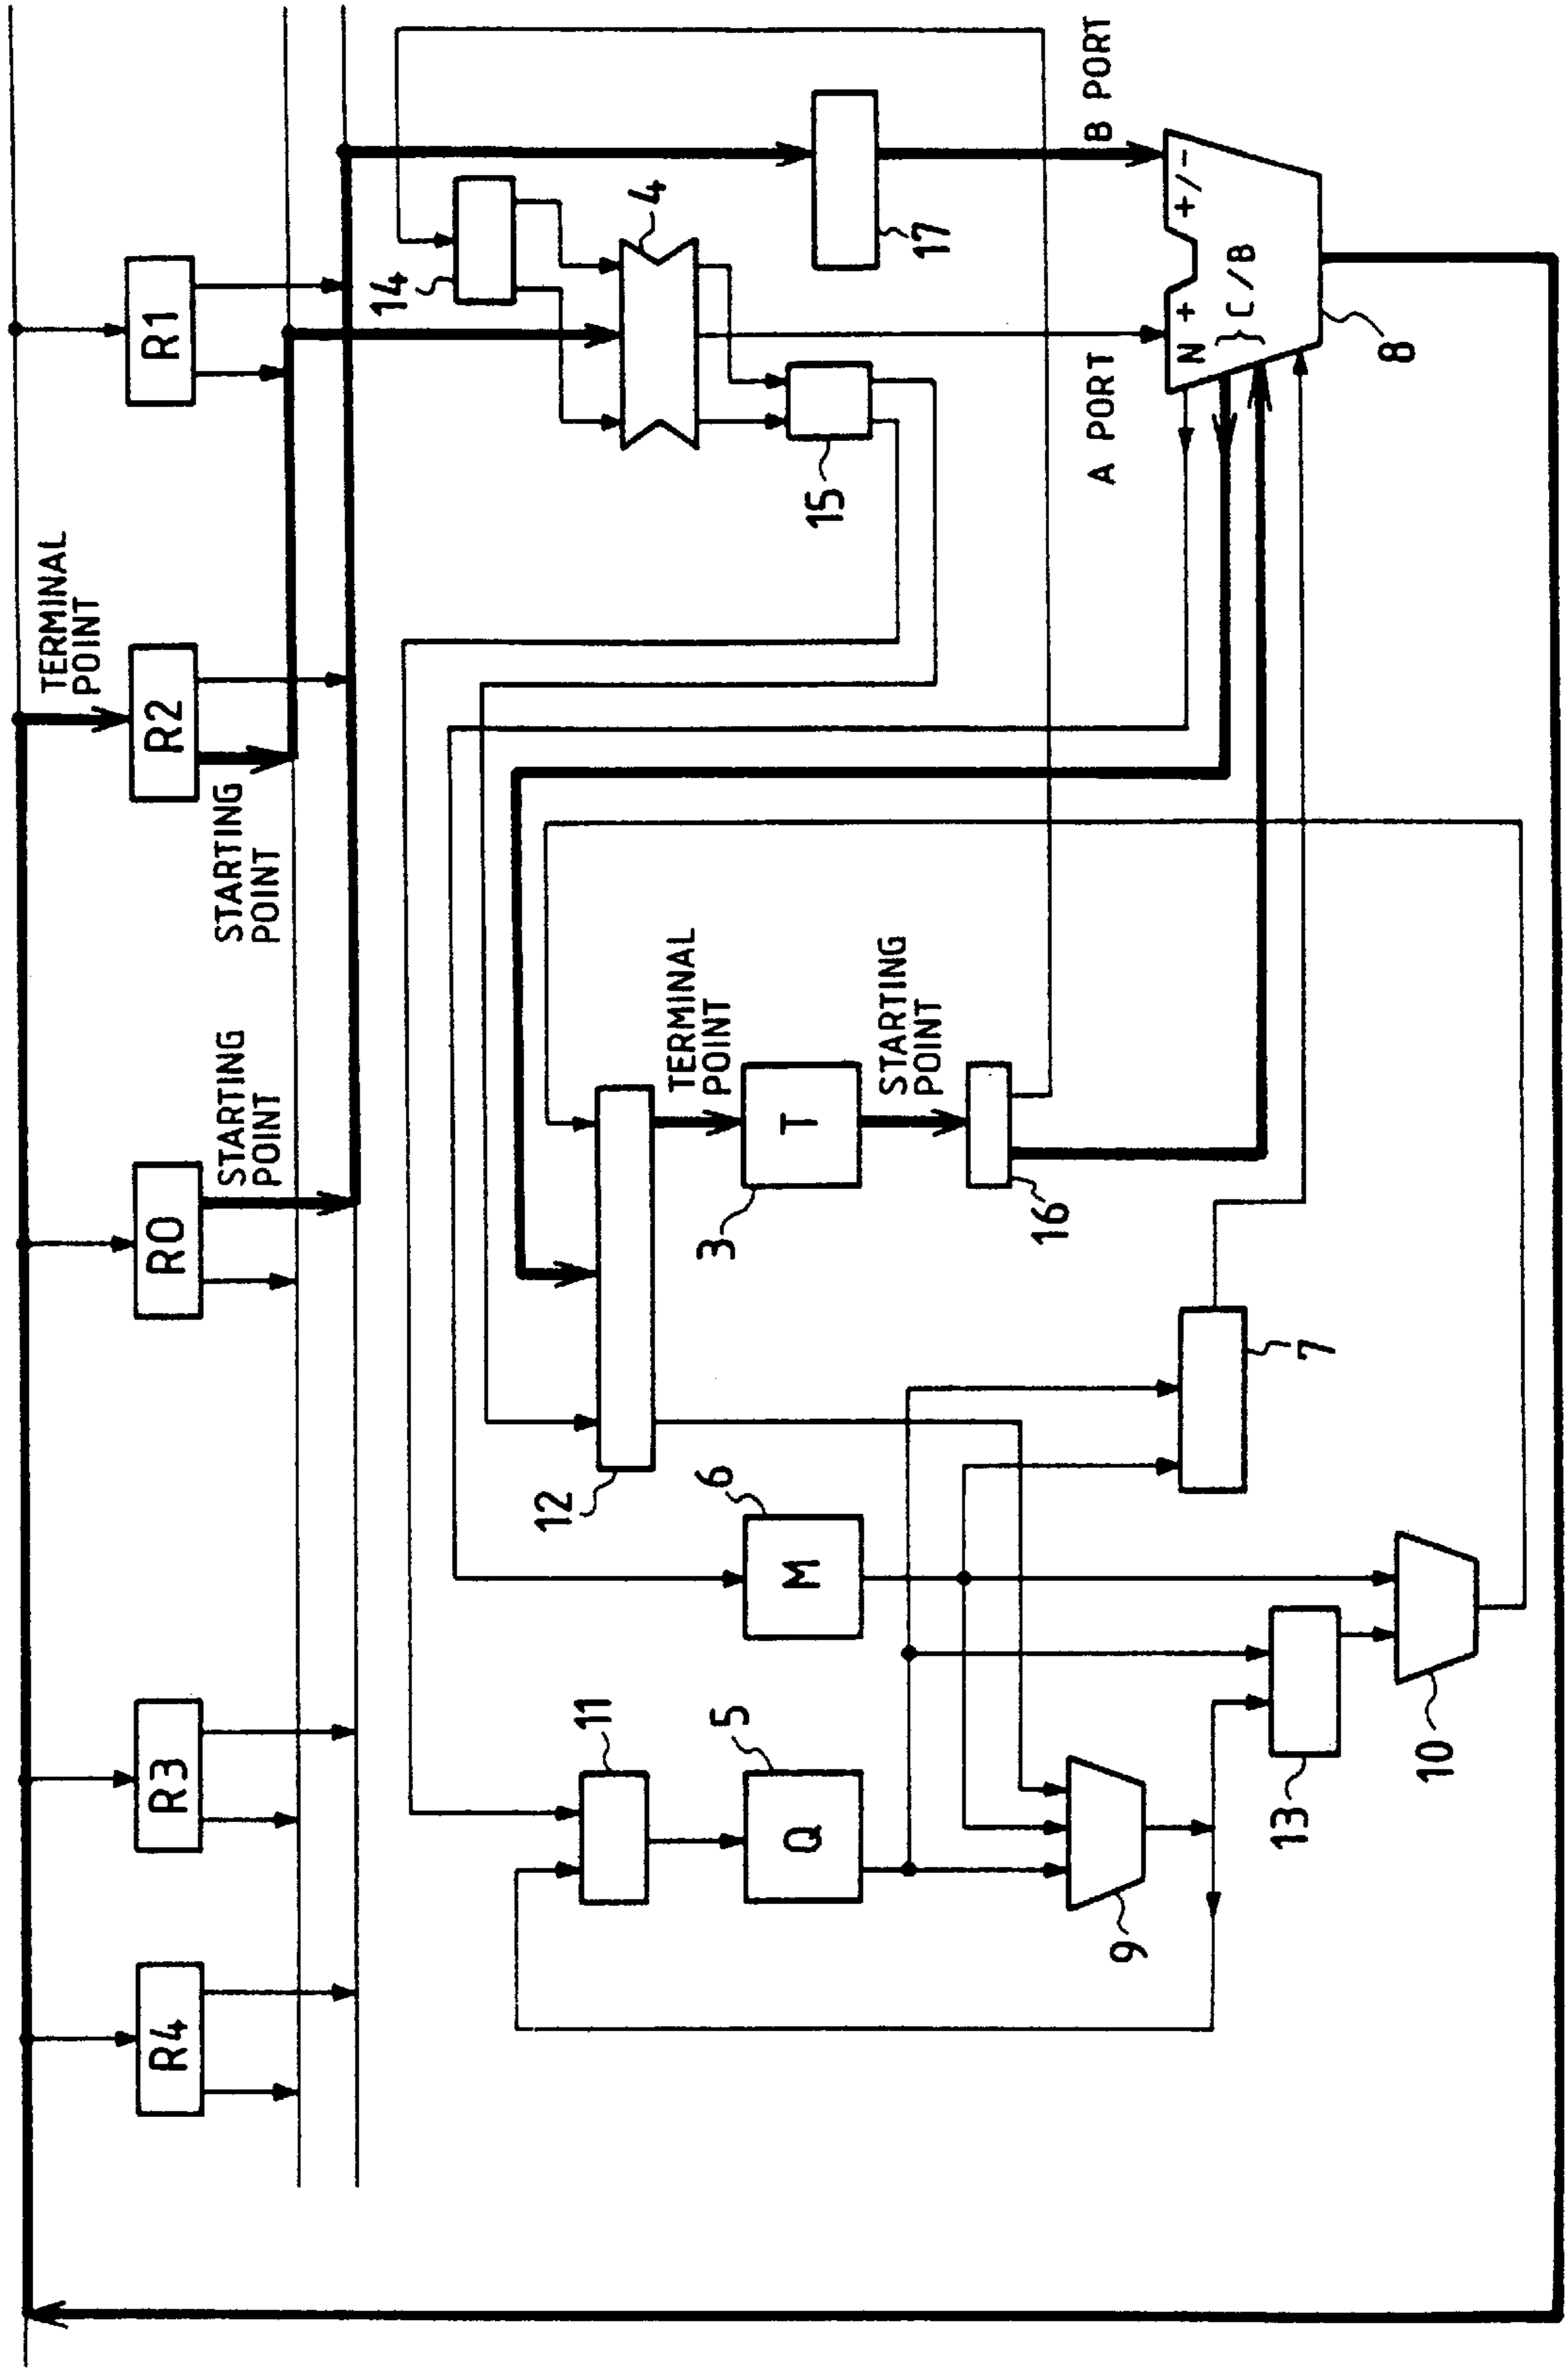 TERMINAL
POINT
R4
R3
R0
R2
R1
STARTING
POINT
STARTING
POINT
14
12
11
4
TERMINAL
POINT
5
6
3
Q
M
T
15
STARTING
POINT
17
16
A PORT
B PORT
9
N + +/-
} C/B
13
7
8
10